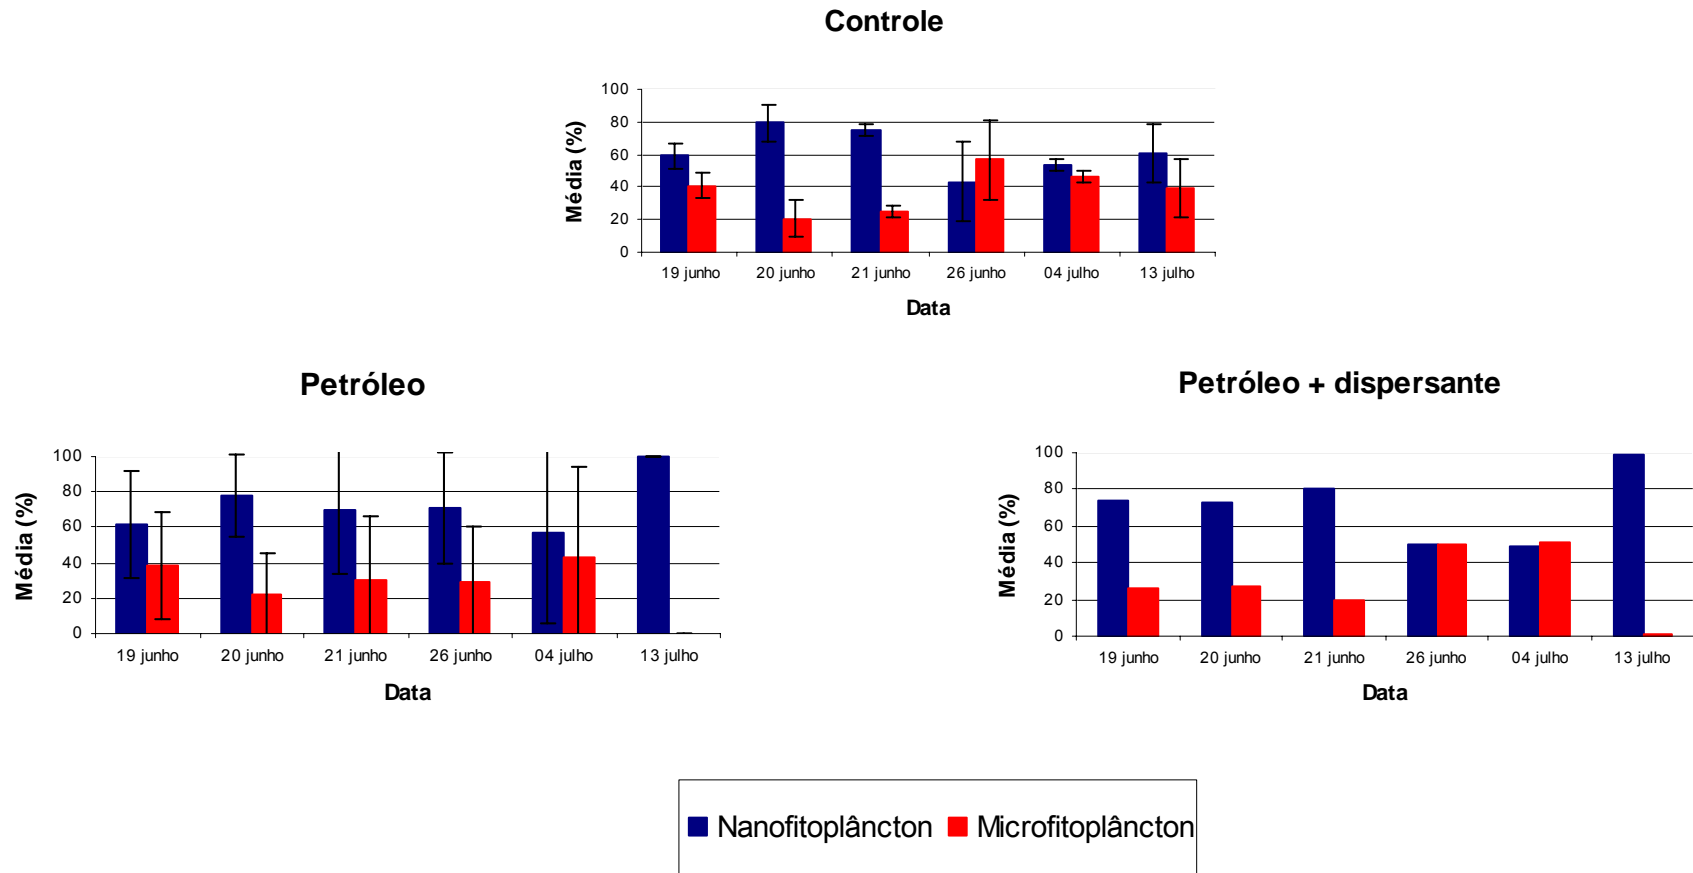 Controle
100
80
60
40
20
0
Média (%)
19 junho 20 junho 21 junho 26 junho 04 julho 13 julho
Data
Petróleo
100
80
60
40
20
0
Média (%)
19 junho 20 junho 21 junho 26 junho 04 julho 13 julho
Data
Petróleo + dispersante
100
80
60
40
20
0
Média (%)
19 junho 20 junho 21 junho 26 junho 04 julho 13 julho
Data
Nanofitoplâncton Microfitoplâncton